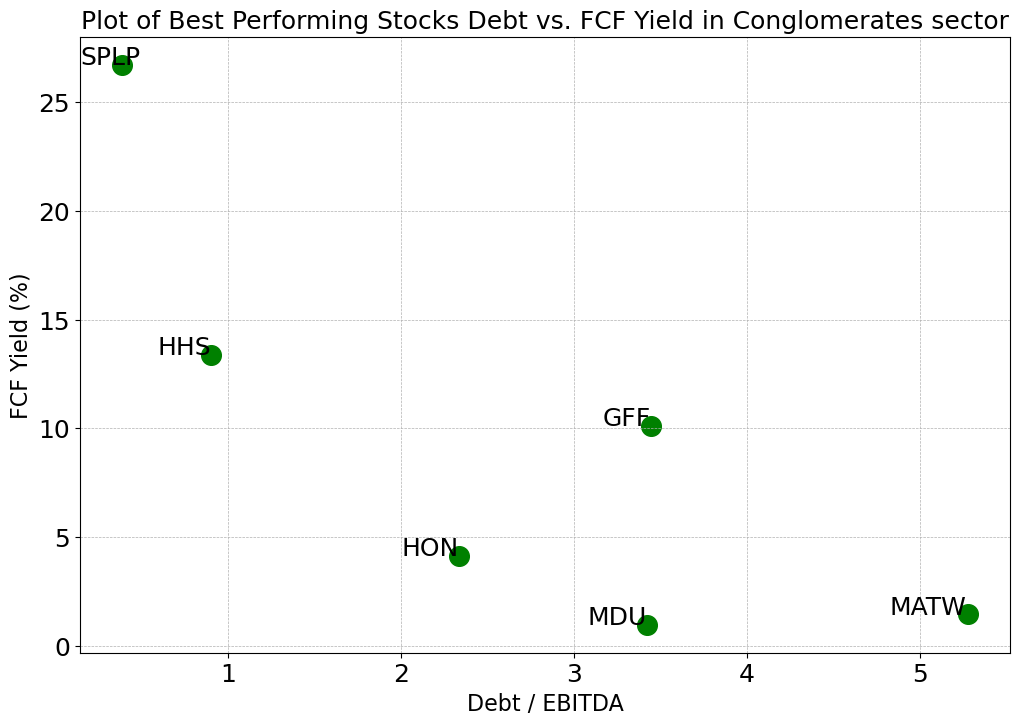 Plot of Best Performing Stocks Debt vs. FCF Yield in Conglomerates sector
SPLP
25
20
15
HHS
GFF
10
5
HON
MDU
MATW
0
FCF Yield (%)
1 2 3 4 5
Debt / EBITDA